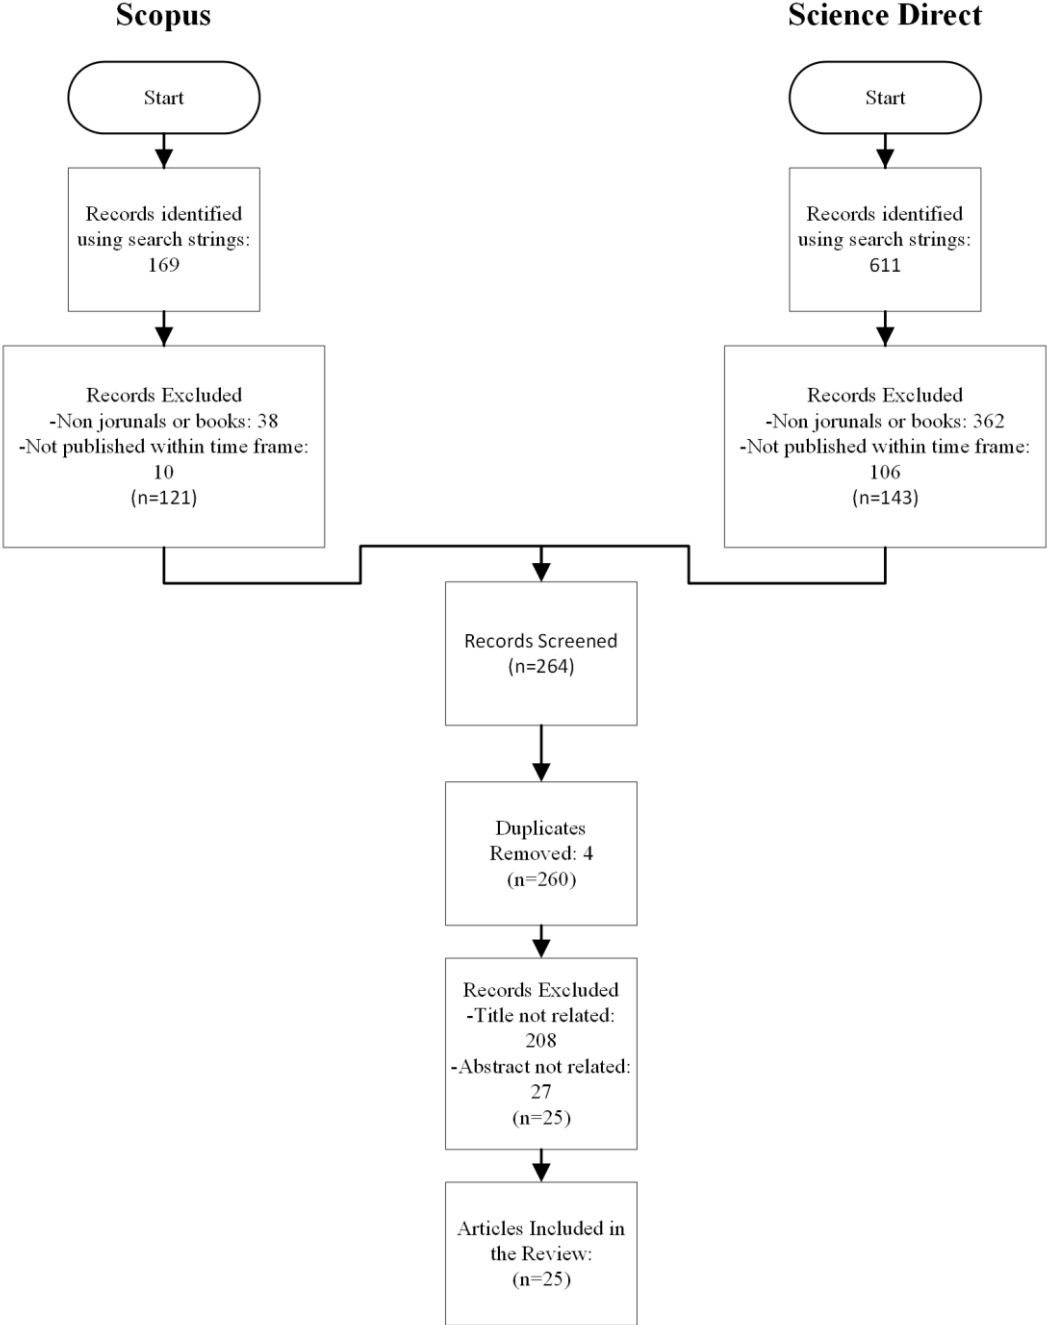 Scopus
Start
Records identified
using search strings:
169
Records Excluded
-Non jorunals or books: 38
-Not published within time frame:
10
(n=121)
Science Direct
Start
Records identified
using search strings:
611
Records Excluded
-Non jorunals or books: 362
-Not published within time frame:
106
(n=143)
Records Screened
(n=264)
Duplicates
Removed: 4
(n=260)
Records Excluded
-Title not related:
208
-Abstract not related:
27
(n=25)
Articles Included in
the Review:
(n=25)